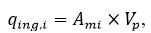 q_{ing,i} = A_{mi} × V_p,